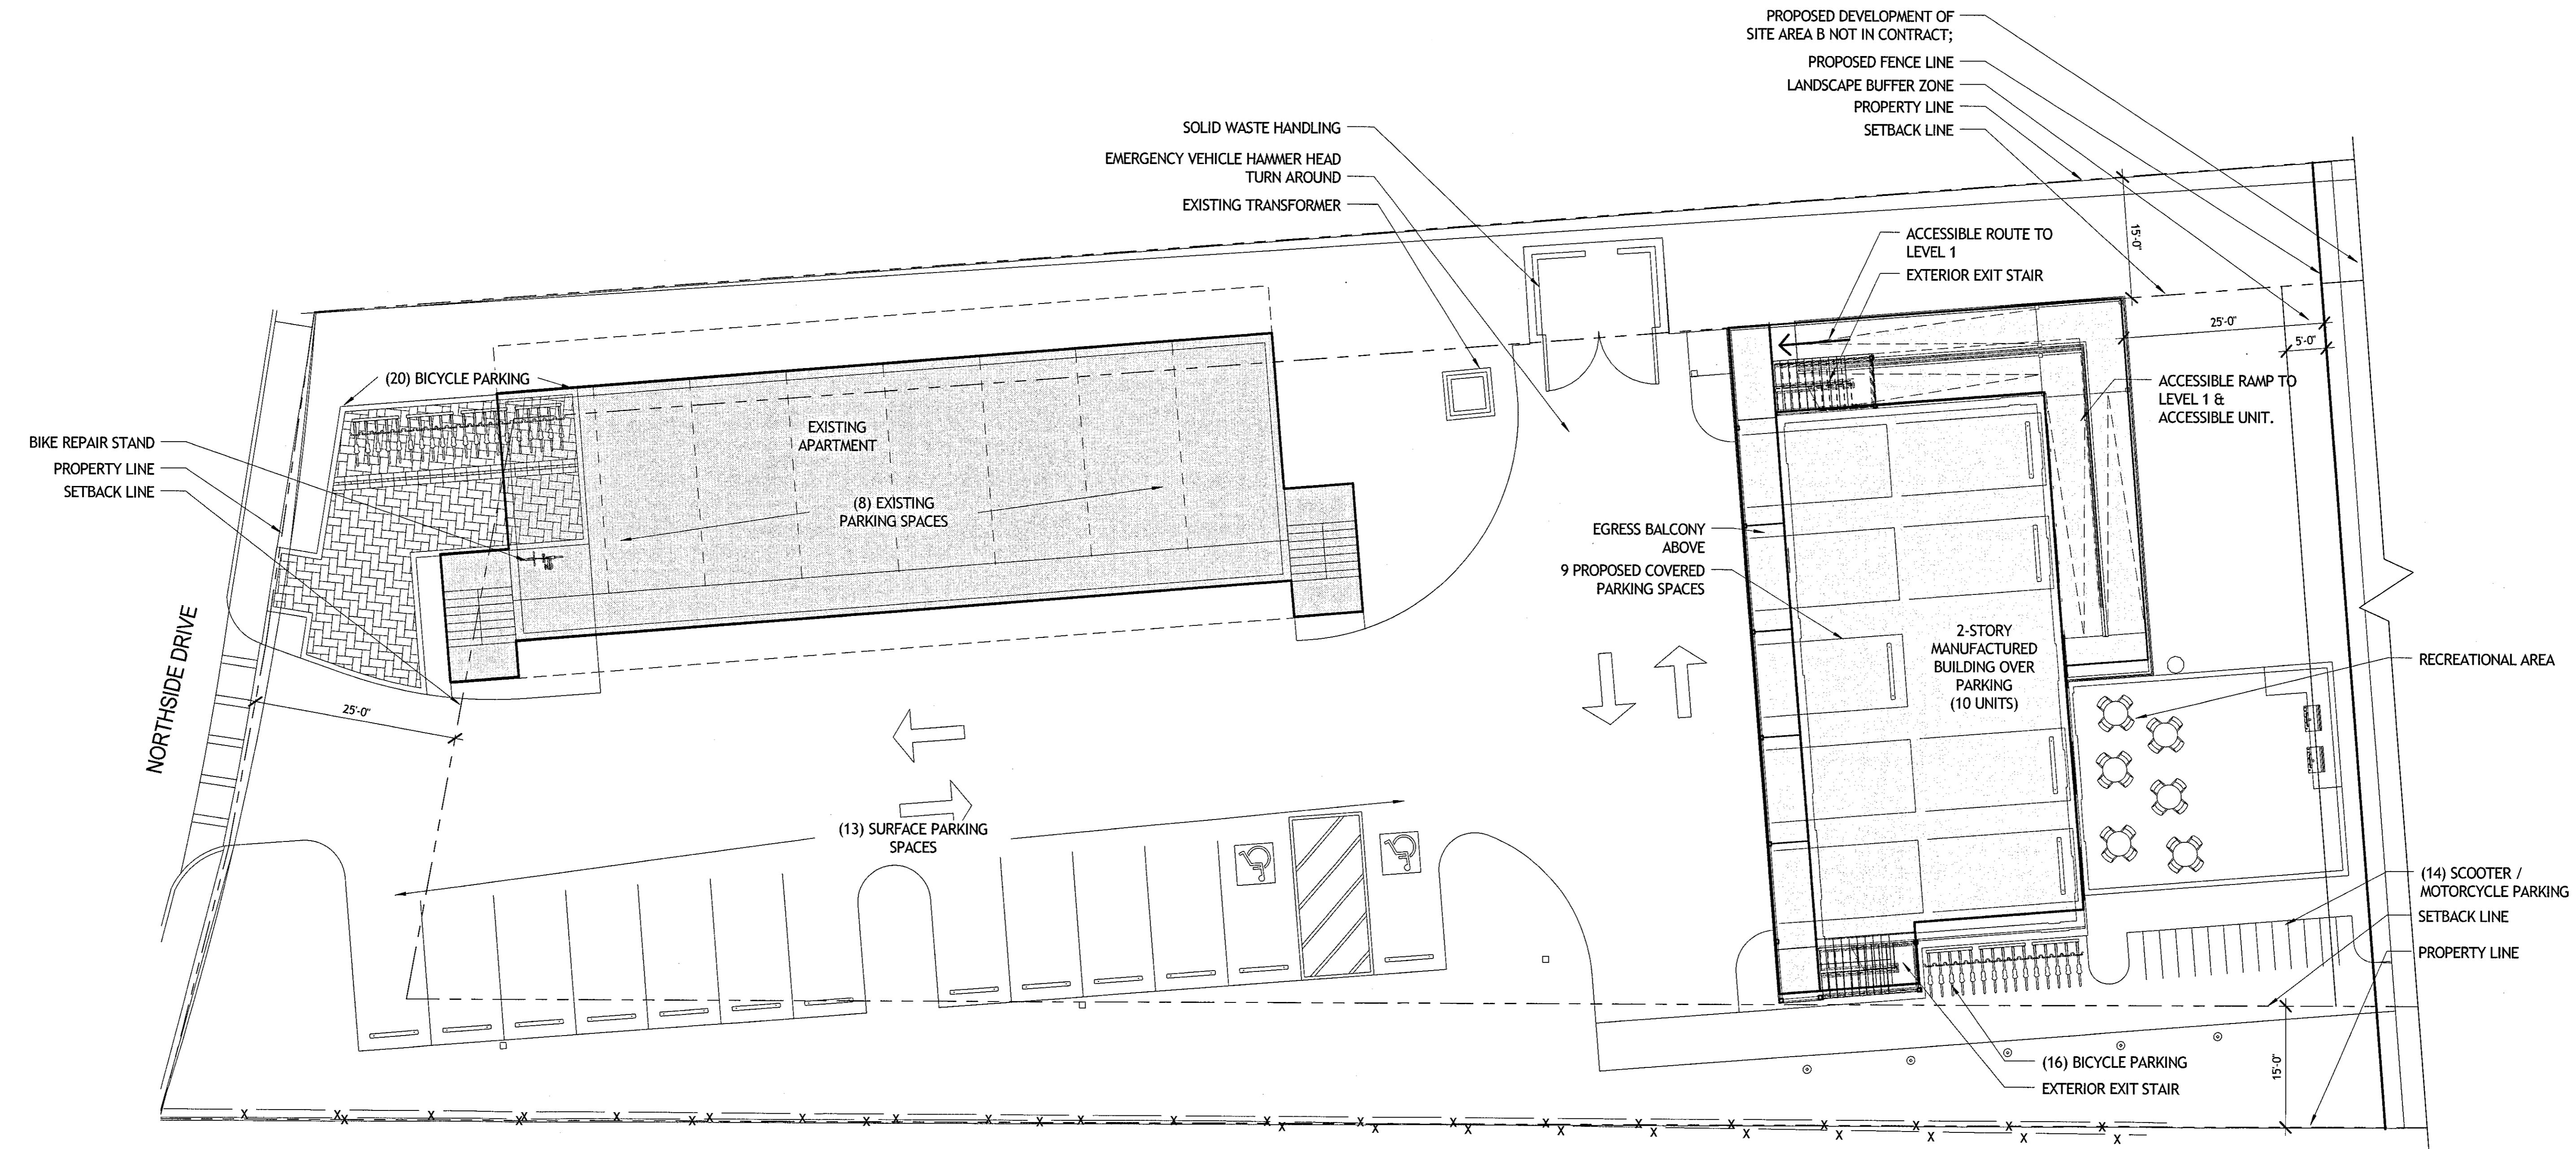 PROPOSED DEVELOPMENT OF
SITE AREA B NOT IN CONTRACT;
PROPOSED FENCE LINE
LANDSCAPE BUFFER ZONE
PROPERTY LINE
SETBACK LINE
SOLID WASTE HANDLING
EMERGENCY VEHICLE HAMMER HEAD
TURN AROUND
EXISTING TRANSFORMER
ACCESSIBLE ROUTE TO
LEVEL 1
EXTERIOR EXIT STAIR
15'-0"
25'-0"
5'-0"
ACCESSIBLE RAMP TO
LEVEL 1 &
ACCESSIBLE UNIT.
(20) BICYCLE PARKING
BIKE REPAIR STAND
PROPERTY LINE
SETBACK LINE
EXISTING
APARTMENT
(8) EXISTING
PARKING SPACES
EGRESS BALCONY
ABOVE
9 PROPOSED COVERED
PARKING SPACES
2-STORY
MANUFACTURED
BUILDING OVER
PARKING
(10 UNITS)
RECREATIONAL AREA
NORTHSIDE DRIVE
25'-0"
(13) SURFACE PARKING
SPACES
(14) SCOOTER /
MOTORCYCLE PARKING
SETBACK LINE
PROPERTY LINE
(16) BICYCLE PARKING
EXTERIOR EXIT STAIR
15'-0"
X X X X X X X X X X X X X X X X X X X X X
X X X X X X X X X X X X X X X X X X X X